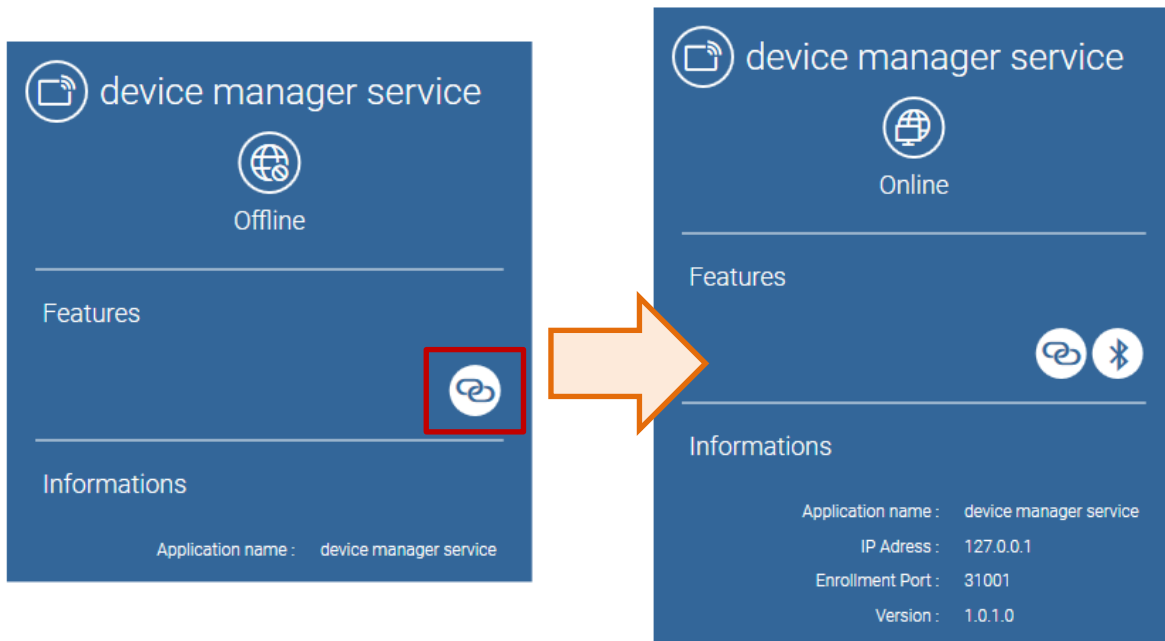 device manager service
Offline
Features
Informations
Application name : device manager service
device manager service
Online
Features
Informations
Application name : device manager service
IP Adress : 127.0.0.1
Enrollment Port : 31001
Version : 1.0.1.0